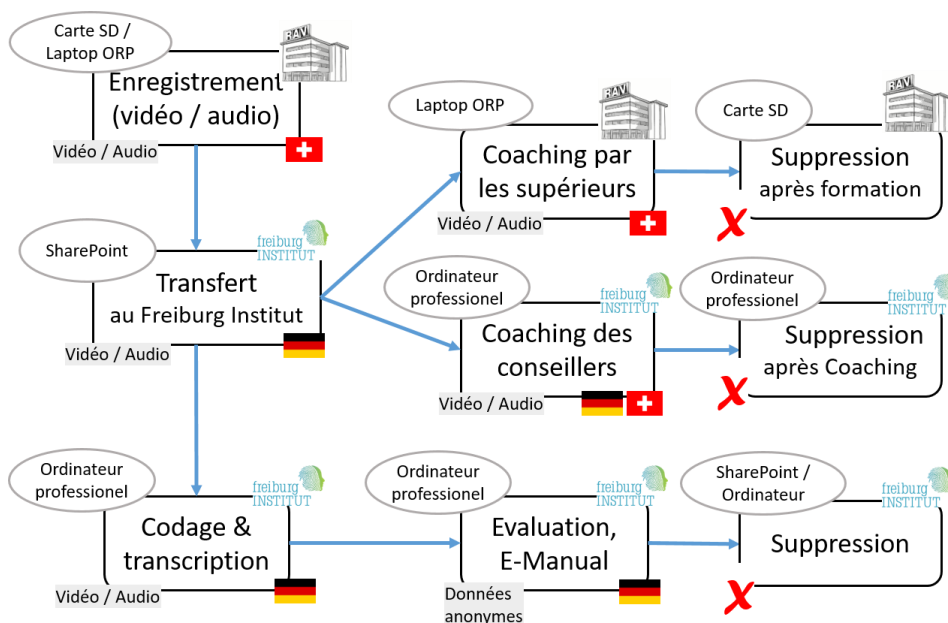 Carte SD /
Laptop ORP
RAV
Enregistrement
(vidéo / audio)
Vidéo / Audio
Laptop ORP
RAV
Coaching par
les supérieurs
Vidéo / Audio
Carte SD
RAV
Suppression
après formation
X
SharePoint
freiburg
INSTITUT
Transfert
au Freiburg Institut
Vidéo / Audio
Ordinateur
professionel
freiburg
INSTITUT
Coaching des
conseillers
Vidéo / Audio
Ordinateur
professionel
freiburg
INSTITUT
Suppression
après Coaching
X
Ordinateur
professionel
freiburg
INSTITUT
Codage &
transcription
Vidéo / Audio
Ordinateur
professionel
freiburg
INSTITUT
Evaluation,
E-Manual
Données
anonymes
SharePoint /
Ordinateur
freiburg
INSTITUT
Suppression
X